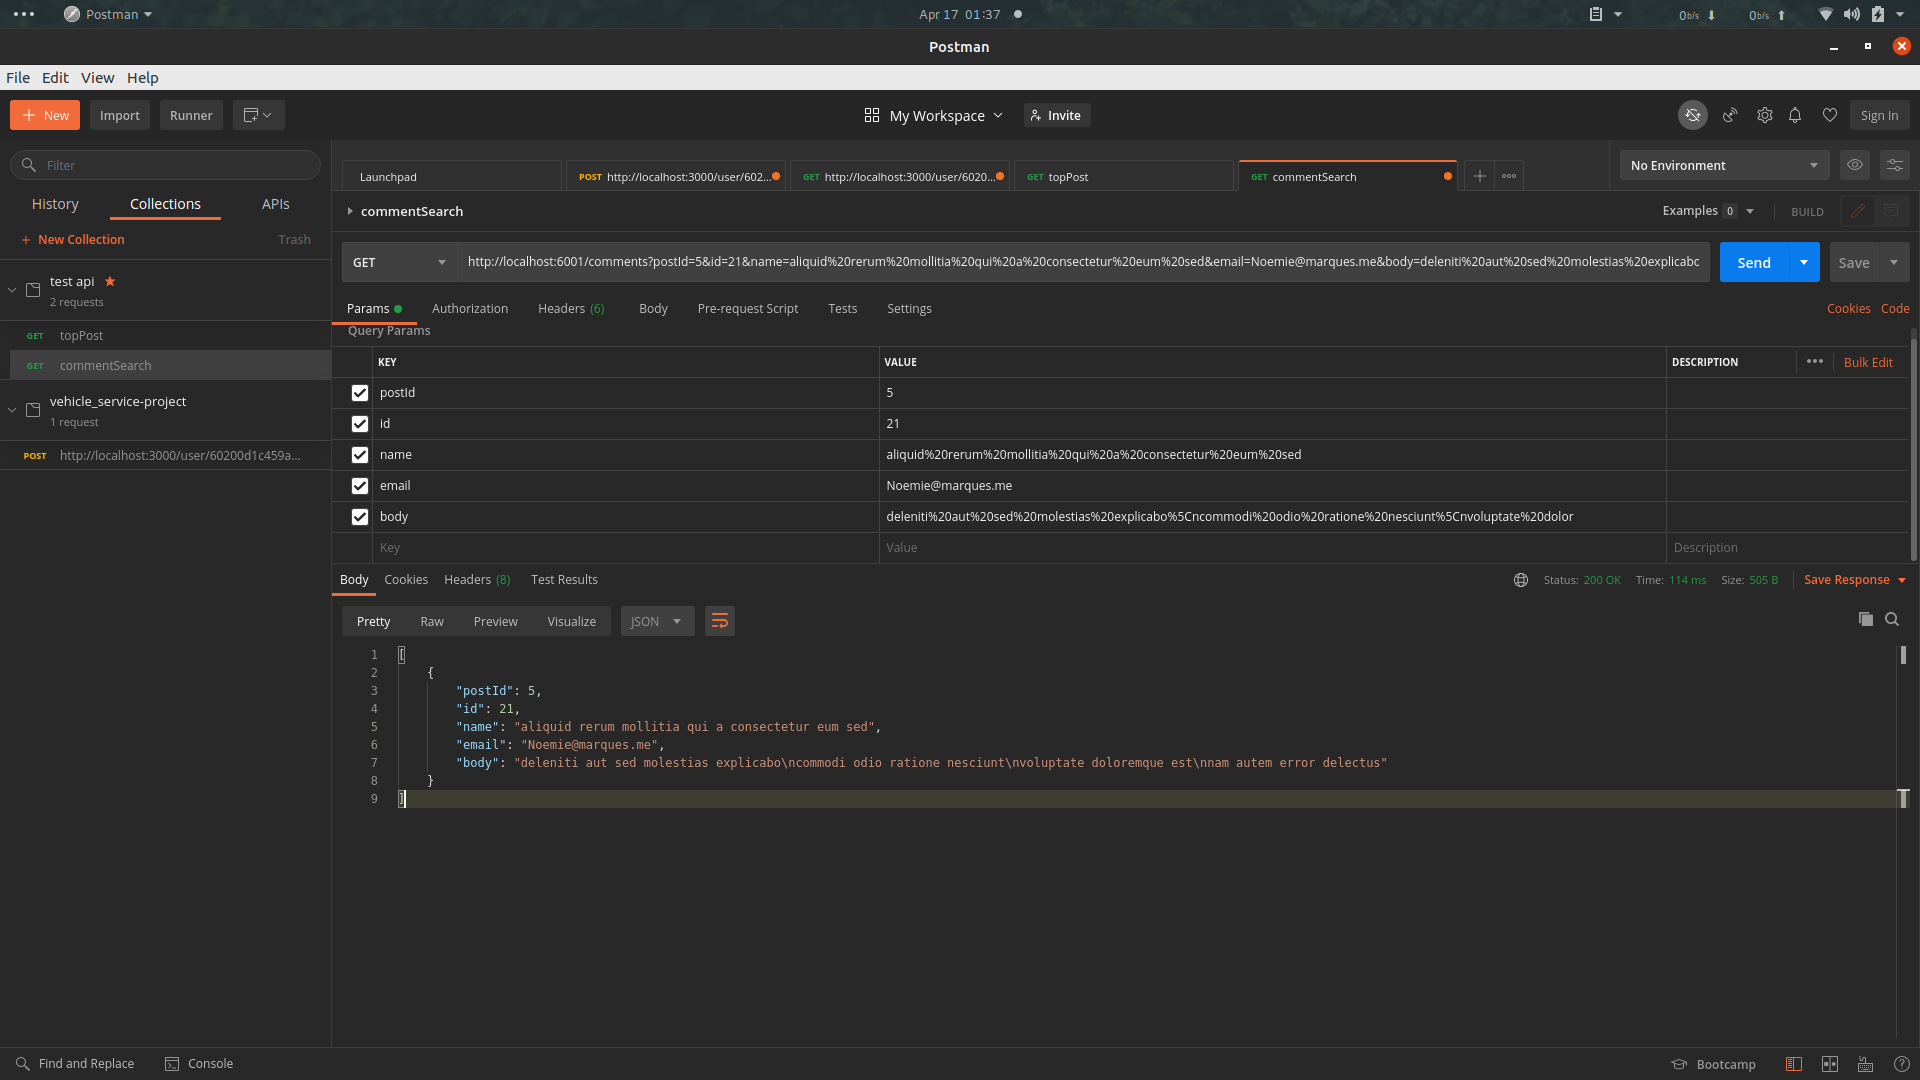 Postman
Apr 17 01:37
0b/s
0b/s
Postman
File Edit View Help
New
Import
Runner
My Workspace
Invite
Sign In
Filter
Launchpad
POST http://localhost:3000/user/602...
GET http://localhost:3000/user/6020...
GET topPost
GET commentSearch
No Environment
History Collections APIs
New Collection
Trash
test api
2 requests
GET topPost
GET commentSearch
vehicle_service-project
1 request
POST http://localhost:3000/user/60200d1c459a...
commentSearch
Examples 0
BUILD
GET
http://localhost:6001/comments?postId=5&id=21&name=aliquid%20rerum%20mollitia%20qui%20a%20consectetur%20eum%20sed&email=Noemie@marques.me&body=deleniti%20aut%20sed%20molestias%20explicabo
Send
Save
Params Authorization Headers (6) Body Pre-request Script Tests Settings
Cookies Code
Query Params
KEY VALUE DESCRIPTION ••• Bulk Edit
postId 5
id 21
name aliquid%20rerum%20mollitia%20qui%20a%20consectetur%20eum%20sed
email Noemie@marques.me
body deleniti%20aut%20sed%20molestias%20explicabo%5Cncommodi%20odio%20ratione%20nesciunt%5Cnvoluptate%20dolor
Key Value Description
Body Cookies Headers (8) Test Results
Status: 200 OK Time: 114 ms Size: 505 B Save Response
Pretty Raw Preview Visualize JSON
1 [
2 {
3 "postId": 5,
4 "id": 21,
5 "name": "aliquid rerum mollitia qui a consectetur eum sed",
6 "email": "Noemie@marques.me",
7 "body": "deleniti aut sed molestias explicabo\ncommodi odio ratione nesciunt\nvoluptate doloremque est\nnam autem error delectus"
8 }
9 ]
Find and Replace
Console
Bootcamp